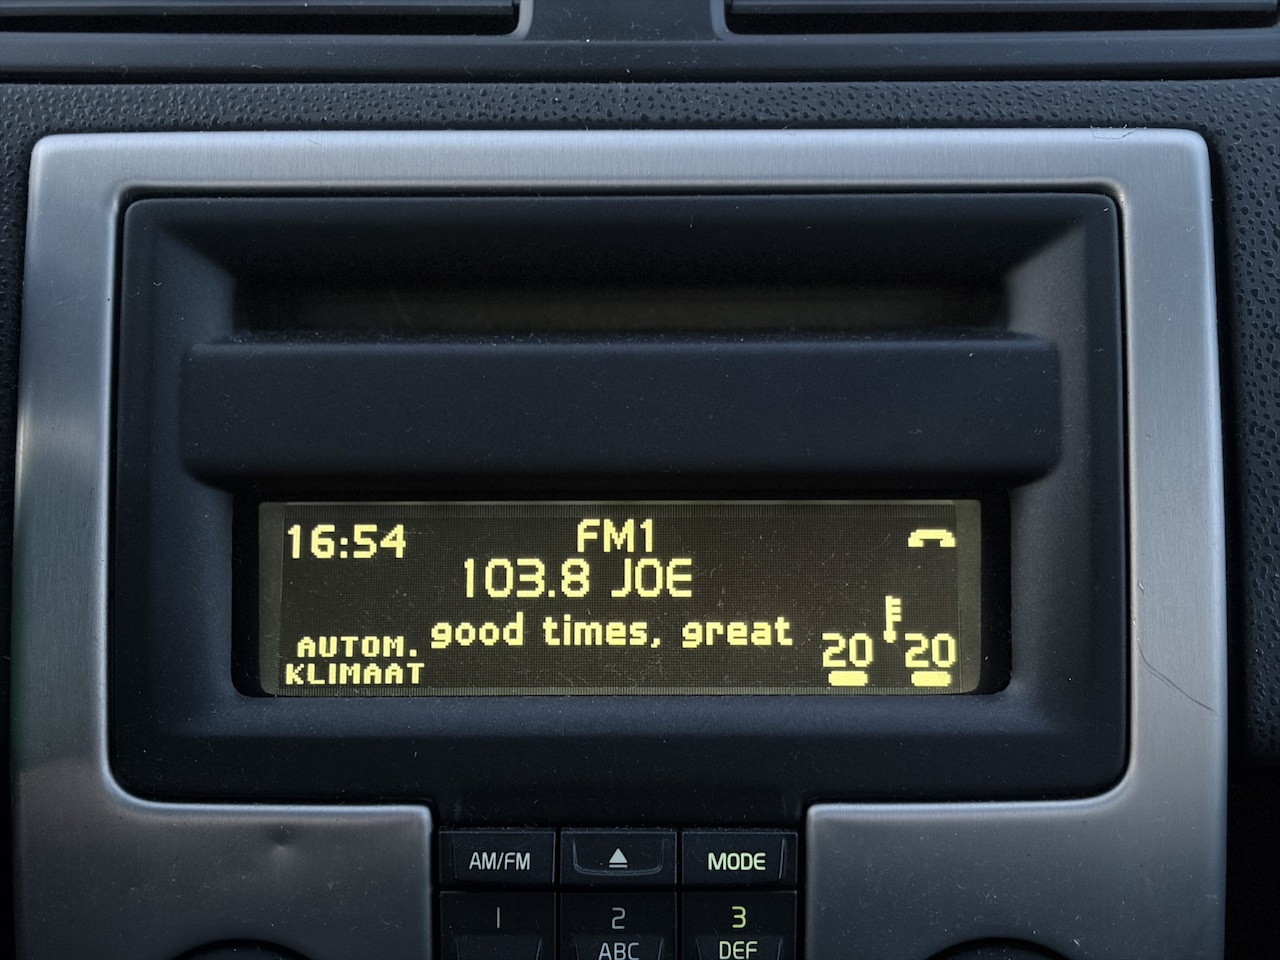 16:54 FM1
103.8 JOE
good times, great
AUTOM.
KLIMAAT
20 20
AM/FM MODE
1 2 3
ABC DEF